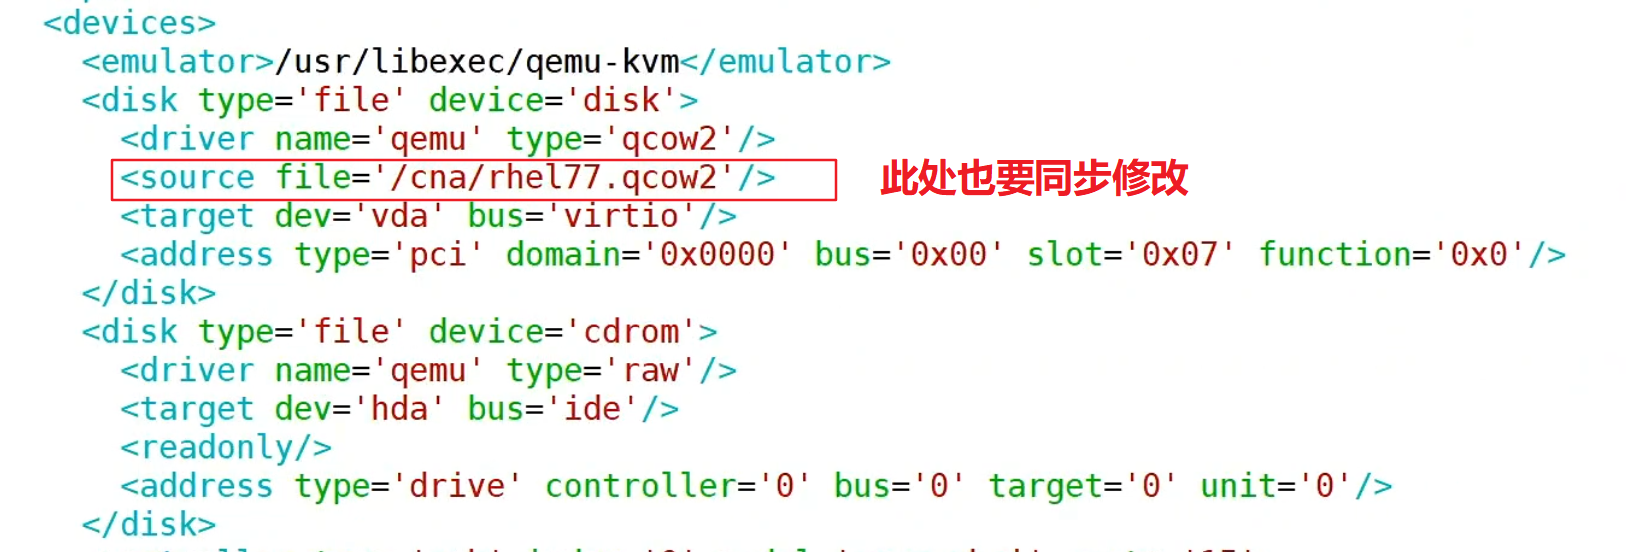 <devices>
<emulator>/usr/libexec/qemu-kvm</emulator>
<disk type='file' device='disk'>
<driver name='qemu' type='qcow2'/>
<source file='/cna/rhel77.qcow2'/> 此处也要同步修改
<target dev='vda' bus='virtio'/>
<address type='pci' domain='0x0000' bus='0x00' slot='0x07' function='0x0'/>
</disk>
<disk type='file' device='cdrom'>
<driver name='qemu' type='raw'/>
<target dev='hda' bus='ide'/>
<readonly/>
<address type='drive' controller='0' bus='0' target='0' unit='0'/>
</disk>